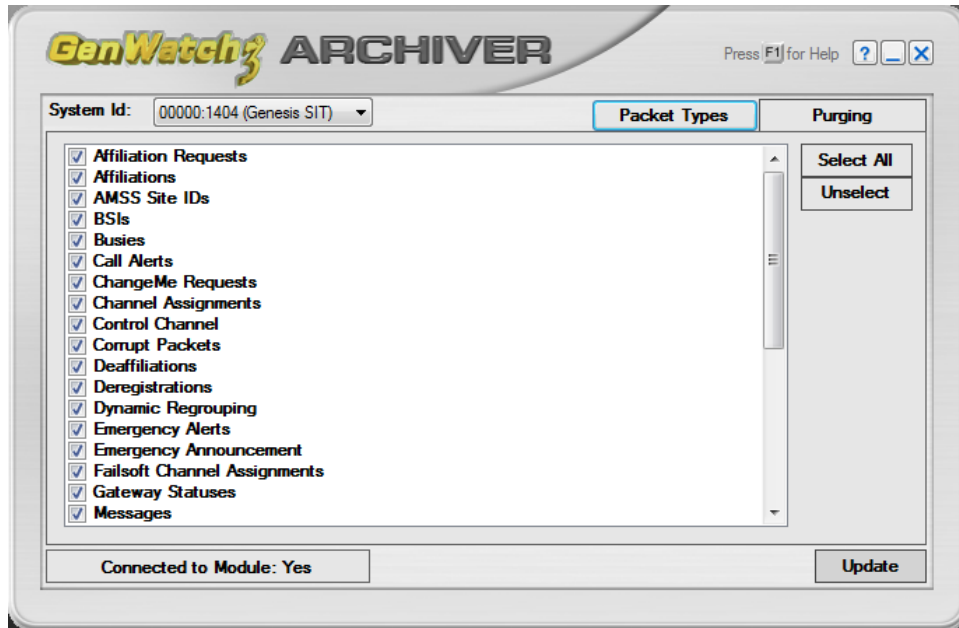 GenWatch3 ARCHIVER
Press F1 for Help ? _ X
System Id: 00000:1404 (Genesis SIT) Packet Types Purging
Affiliation Requests
Affiliations
AMSS Site IDs
BSIs
Busies
Call Alerts
ChangeMe Requests
Channel Assignments
Control Channel
Corrupt Packets
Deaffiliations
Deregistrations
Dynamic Regrouping
Emergency Alerts
Emergency Announcement
Failsoft Channel Assignments
Gateway Statuses
Messages
Select All
Unselect
Connected to Module: Yes
Update